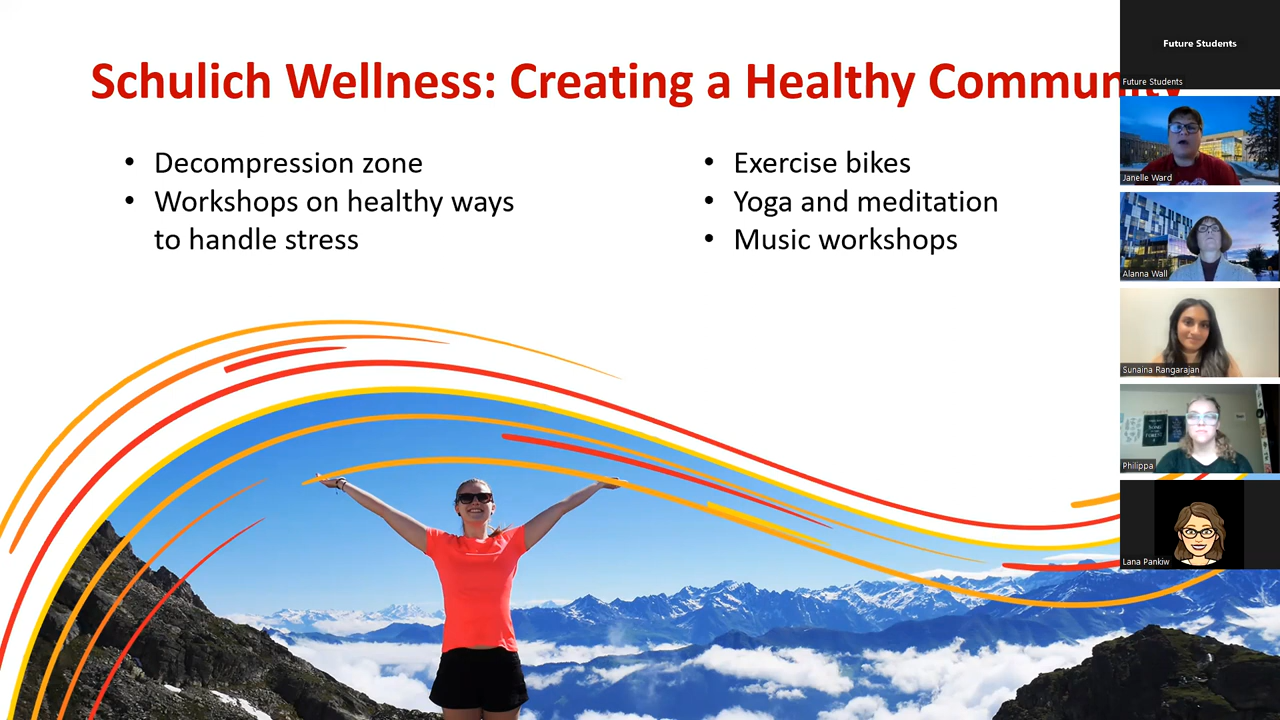 Schulich Wellness: Creating a Healthy Community
• Decompression zone
• Workshops on healthy ways
to handle stress
• Exercise bikes
• Yoga and meditation
• Music workshops
Future Students
Future Students
Janelle Ward
Alanna Wall
Sunaina Rangarajan
Philippa
Lana Pankiw